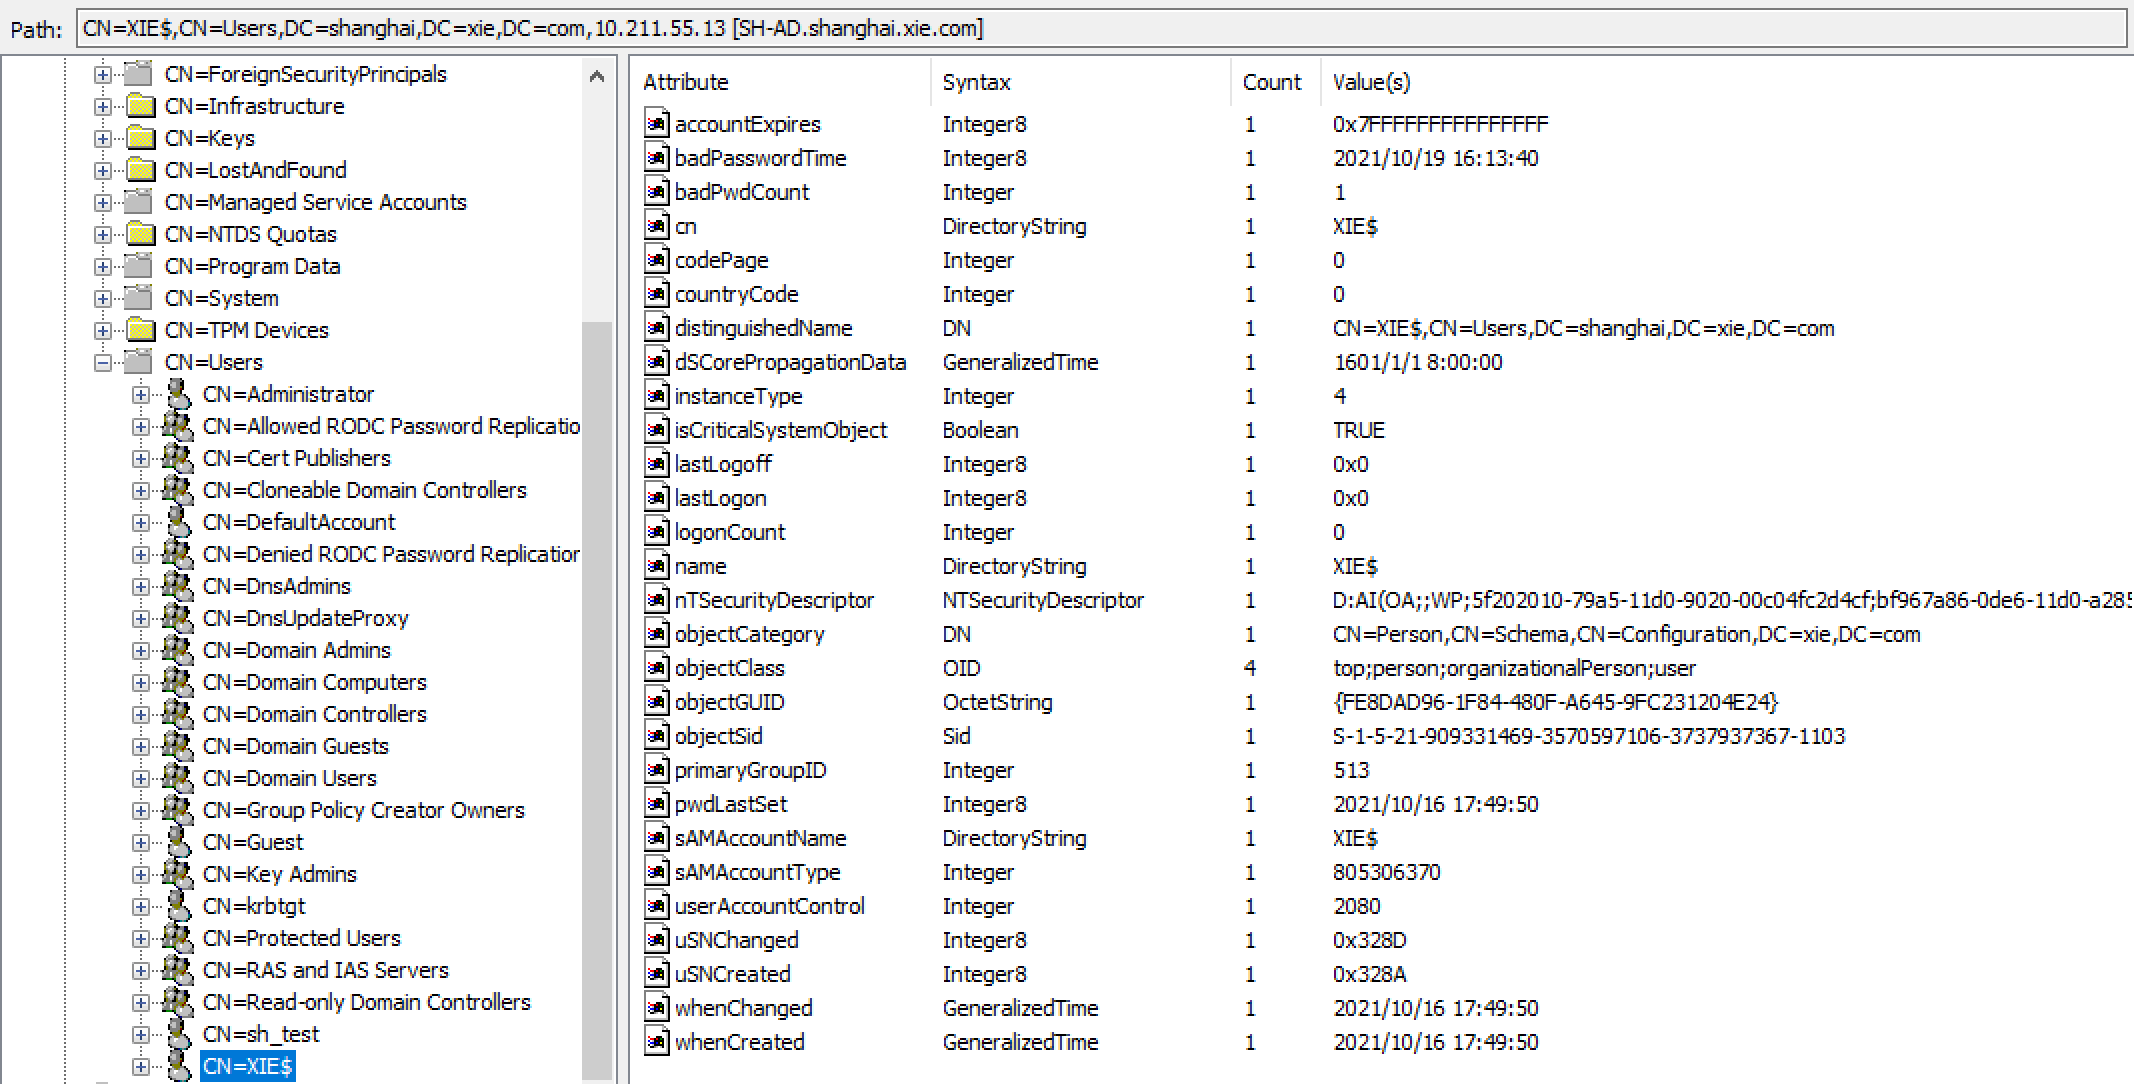 Path: CN=XIE$,CN=Users,DC=shanghai,DC=xie,DC=com,10.211.55.13 [SH-AD.shanghai.xie.com]
CN=ForeignSecurityPrincipals
CN=Infrastructure
CN=Keys
CN=LostAndFound
CN=Managed Service Accounts
CN=NTDS Quotas
CN=Program Data
CN=System
CN=TPM Devices
CN=Users
CN=Administrator
CN=Allowed RODC Password Replicatio
CN=Cert Publishers
CN=Cloneable Domain Controllers
CN=DefaultAccount
CN=Denied RODC Password Replication
CN=DnsAdmins
CN=DnsUpdateProxy
CN=Domain Admins
CN=Domain Computers
CN=Domain Controllers
CN=Domain Guests
CN=Domain Users
CN=Group Policy Creator Owners
CN=Guest
CN=Key Admins
CN=krbtgt
CN=Protected Users
CN=RAS and IAS Servers
CN=Read-only Domain Controllers
CN=sh_test
CN=XIE$
Attribute Syntax Count Value(s)
accountExpires Integer8 1 0x7FFFFFFFFFFFFFFF
badPasswordTime Integer8 1 2021/10/19 16:13:40
badPwdCount Integer 1 1
cn DirectoryString 1 XIE$
codePage Integer 1 0
countryCode Integer 1 0
distinguishedName DN 1 CN=XIE$,CN=Users,DC=shanghai,DC=xie,DC=com
dSCorePropagationData GeneralizedTime 1 1601/1/1 8:00:00
instanceType Integer 1 4
isCriticalSystemObject Boolean 1 TRUE
lastLogoff Integer8 1 0x0
lastLogon Integer8 1 0x0
logonCount Integer 1 0
name DirectoryString 1 XIE$
nTSecurityDescriptor NTSecurityDescriptor 1 D:AI(OA;;WP;5f202010-79a5-11d0-9020-00c04fc2d4cf;bf967a86-0de6-11d0-a285
objectCategory DN 1 CN=Person,CN=Schema,CN=Configuration,DC=xie,DC=com
objectClass OID 4 top;person;organizationalPerson;user
objectGUID OctetString 1 {FE8DAD96-1F84-480F-A645-9FC231204E24}
objectSid Sid 1 S-1-5-21-909331469-3570597106-3737937367-1103
primaryGroupID Integer 1 513
pwdLastSet Integer8 1 2021/10/16 17:49:50
sAMAccountName DirectoryString 1 XIE$
sAMAccountType Integer 1 805306370
userAccountControl Integer 1 2080
uSNChanged Integer8 1 0x328D
uSNCreated Integer8 1 0x328A
whenChanged GeneralizedTime 1 2021/10/16 17:49:50
whenCreated GeneralizedTime 1 2021/10/16 17:49:50